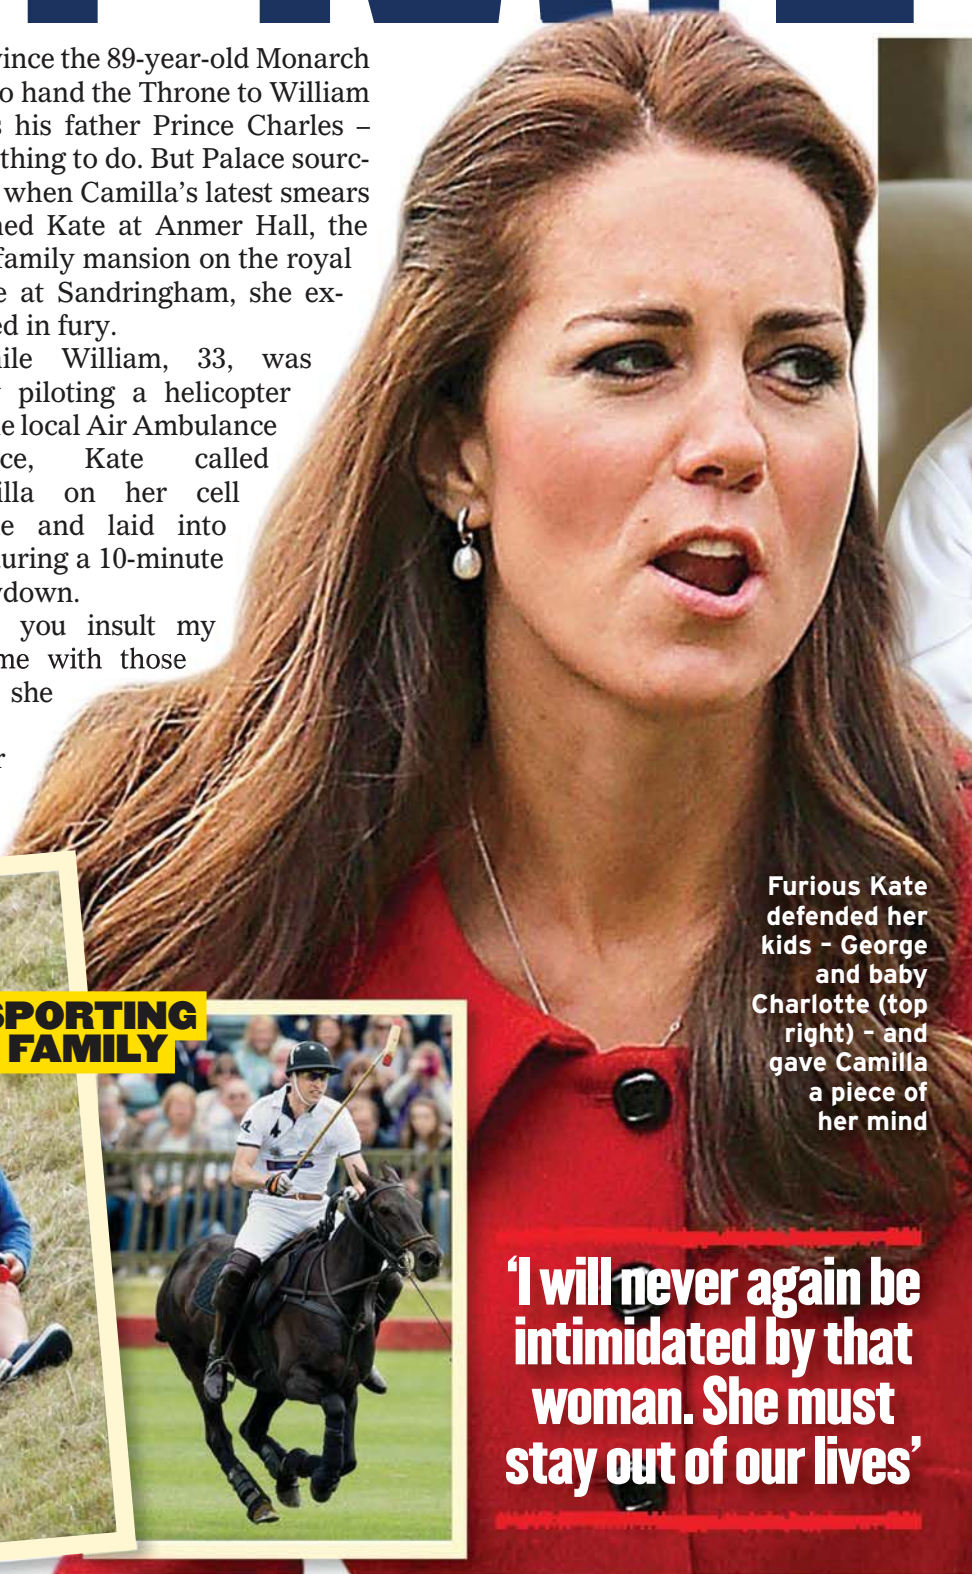 vince the 89-year-old Monarch
o hand the Throne to William
s his father Prince Charles –
thing to do. But Palace sourc-
when Camilla's latest smears
ned Kate at Anmer Hall, the
family mansion on the royal
e at Sandringham, she ex-
ed in fury.
ile William, 33, was
piloting a helicopter
e local Air Ambulance
ce, Kate called
illa on her cell
e and laid into
uring a 10-minute
wdown.
you insult my
me with those
she
r
SPORTING
FAMILY
Furious Kate
defended her
kids – George
and baby
Charlotte (top
right) – and
gave Camilla
a piece of
her mind
‘I will never again be
intimidated by that
woman. She must
stay out of our lives’